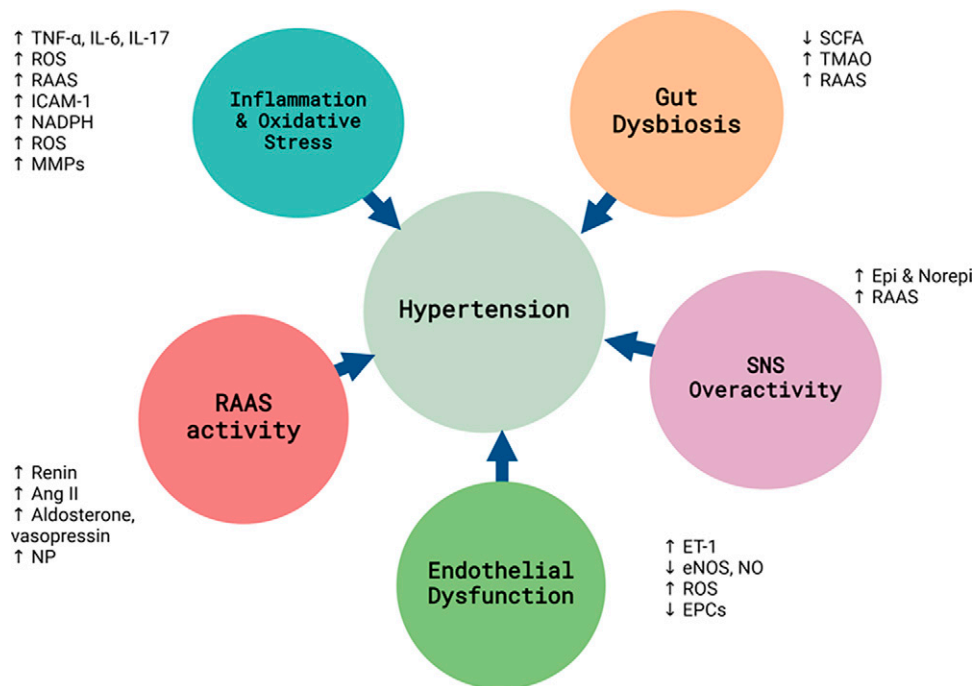 ↑ TNF-α, IL-6, IL-17
↑ ROS
↑ RAAS
↑ ICAM-1
↑ NADPH
↑ ROS
↑ MMPs
Inflammation
& Oxidative
Stress
Gut
Dysbiosis
↓ SCFA
↑ TMAO
↑ RAAS
Hypertension
↑ Epi & Norepi
↑ RAAS
SNS
Overactivity
RAAS
activity
↑ Renin
↑ Ang II
↑ Aldosterone,
vasopressin
↑ NP
Endothelial
Dysfunction
↑ ET-1
↓ eNOS, NO
↑ ROS
↓ EPCs